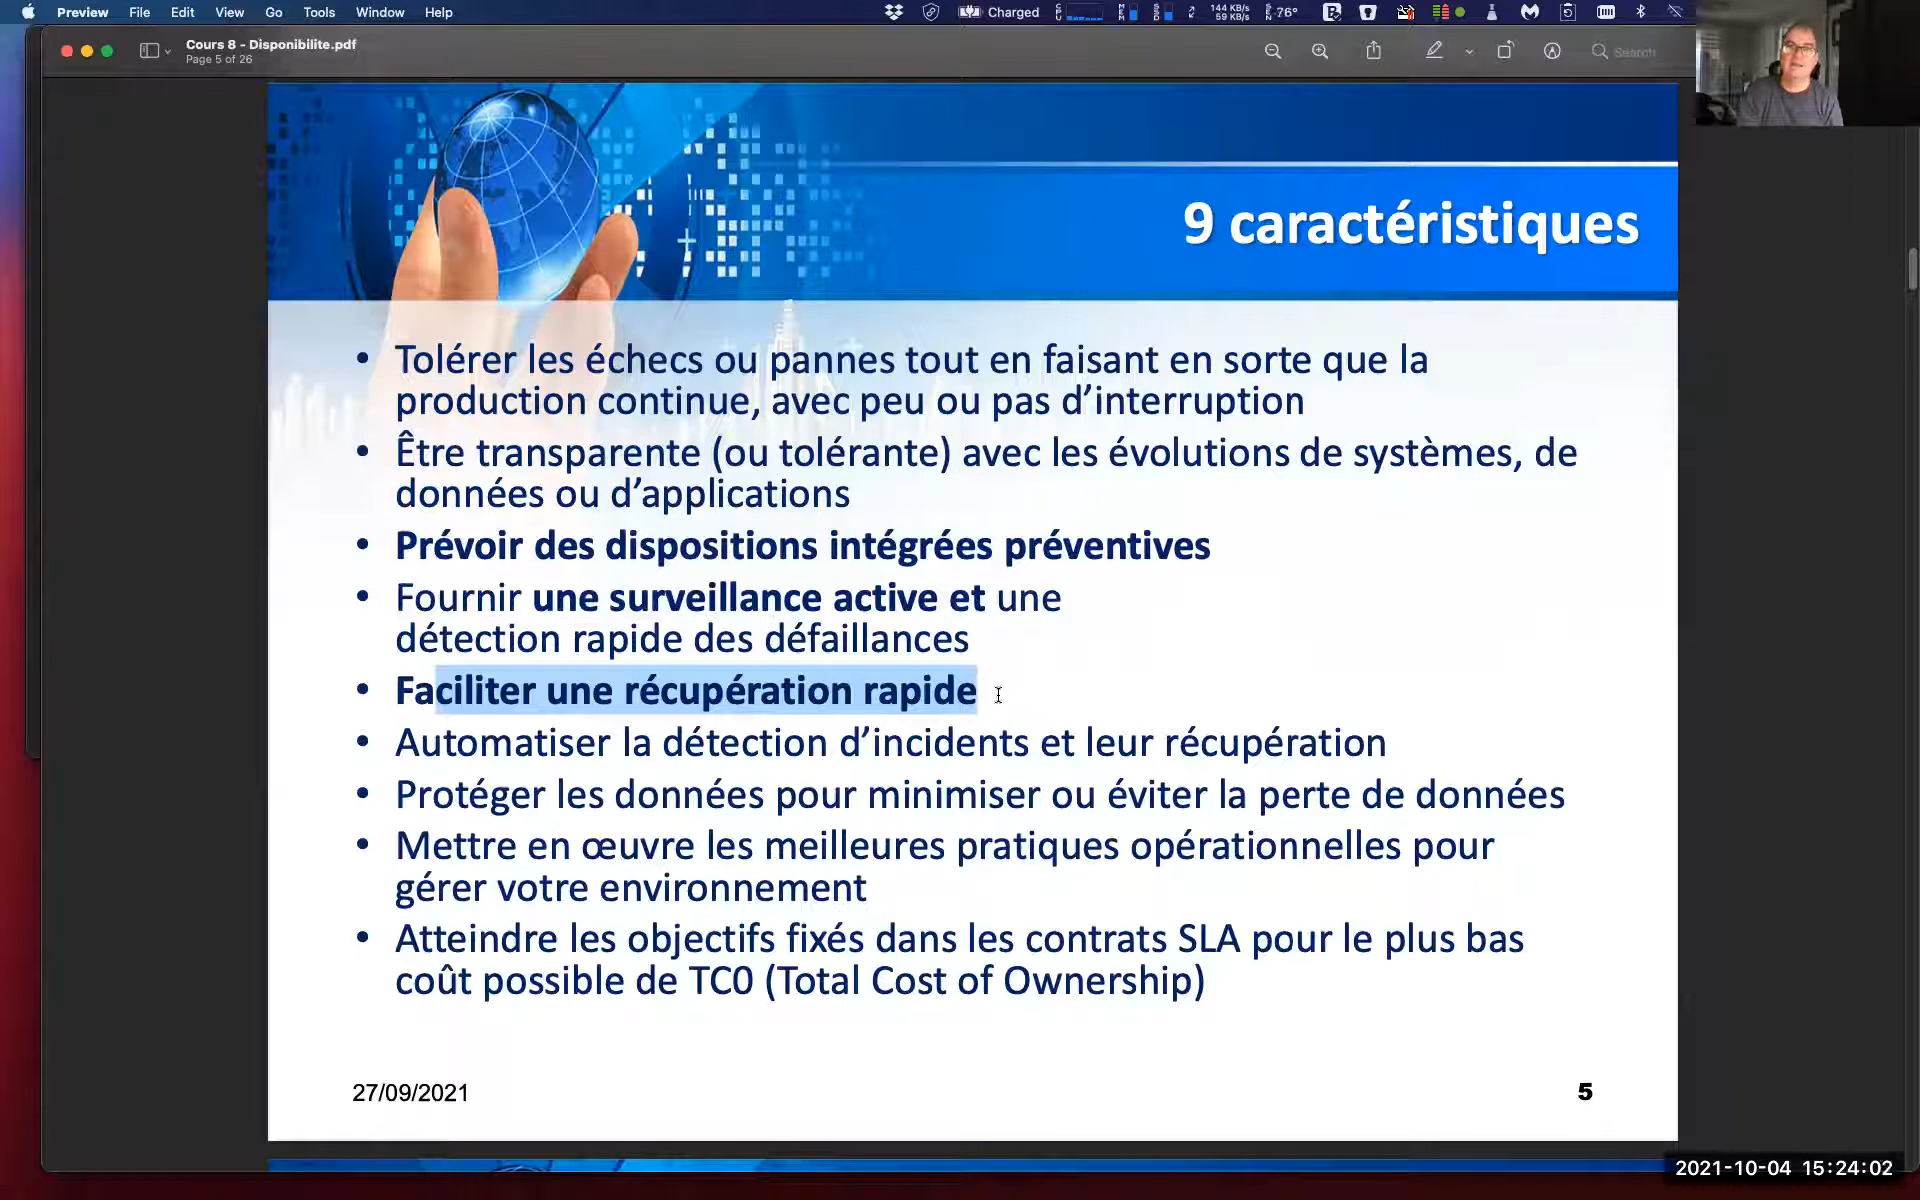 Preview File Edit View Go Tools Window Help
Charged
144 KB/s
59 KB/s
76°
Cours 8 - Disponibilite.pdf
Page 5 of 26
Search
9 caractéristiques
• Tolérer les échecs ou pannes tout en faisant en sorte que la
production continue, avec peu ou pas d’interruption
• Être transparente (ou tolérante) avec les évolutions de systèmes, de
données ou d’applications
• Prévoir des dispositions intégrées préventives
• Fournir une surveillance active et une
détection rapide des défaillances
• Faciliter une récupération rapide
• Automatiser la détection d’incidents et leur récupération
• Protéger les données pour minimiser ou éviter la perte de données
• Mettre en œuvre les meilleures pratiques opérationnelles pour
gérer votre environnement
• Atteindre les objectifs fixés dans les contrats SLA pour le plus bas
coût possible de TC0 (Total Cost of Ownership)
27/09/2021
5
2021-10-04 15:24:02